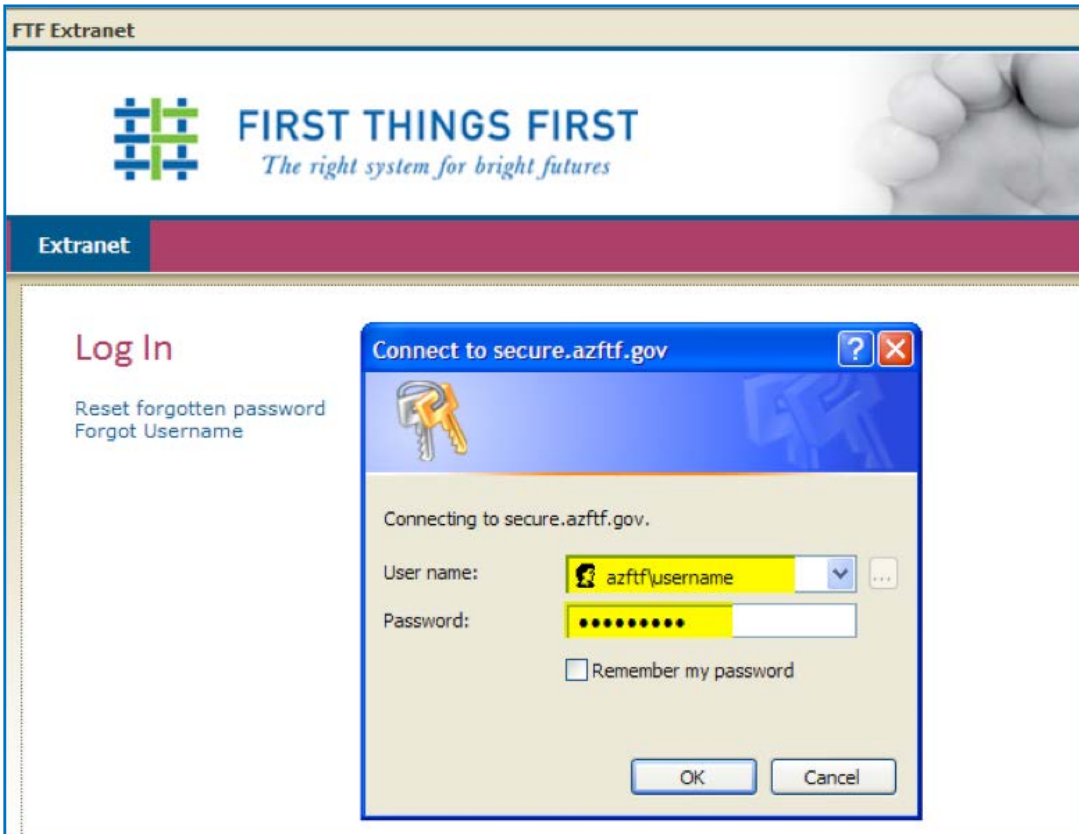 FTF Extranet
FIRST THINGS FIRST
The right system for bright futures
Extranet
Log In
Reset forgotten password
Forgot Username
Connect to secure.azftf.gov
Connecting to secure.azftf.gov.
User name:
azftf\username
...
Password:
•••••••••
Remember my password
OK
Cancel